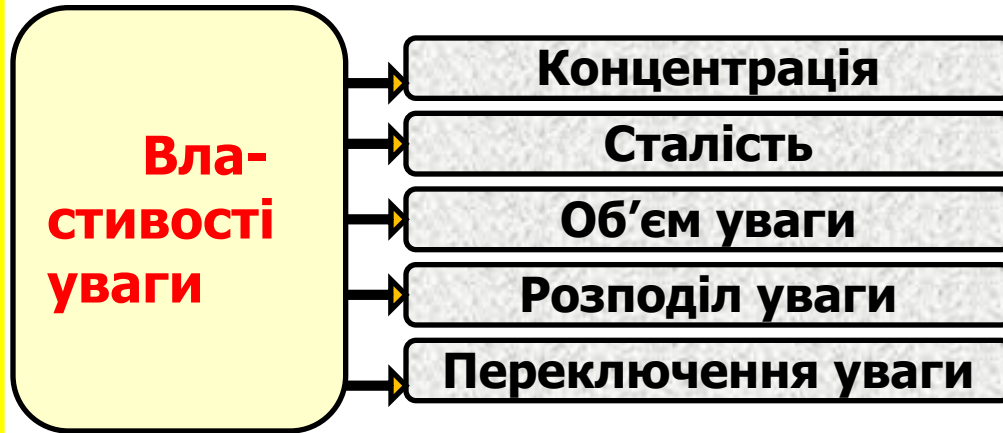 Вла-
стивості
уваги
Концентрація
Сталість
Об’єм уваги
Розподіл уваги
Переключення уваги